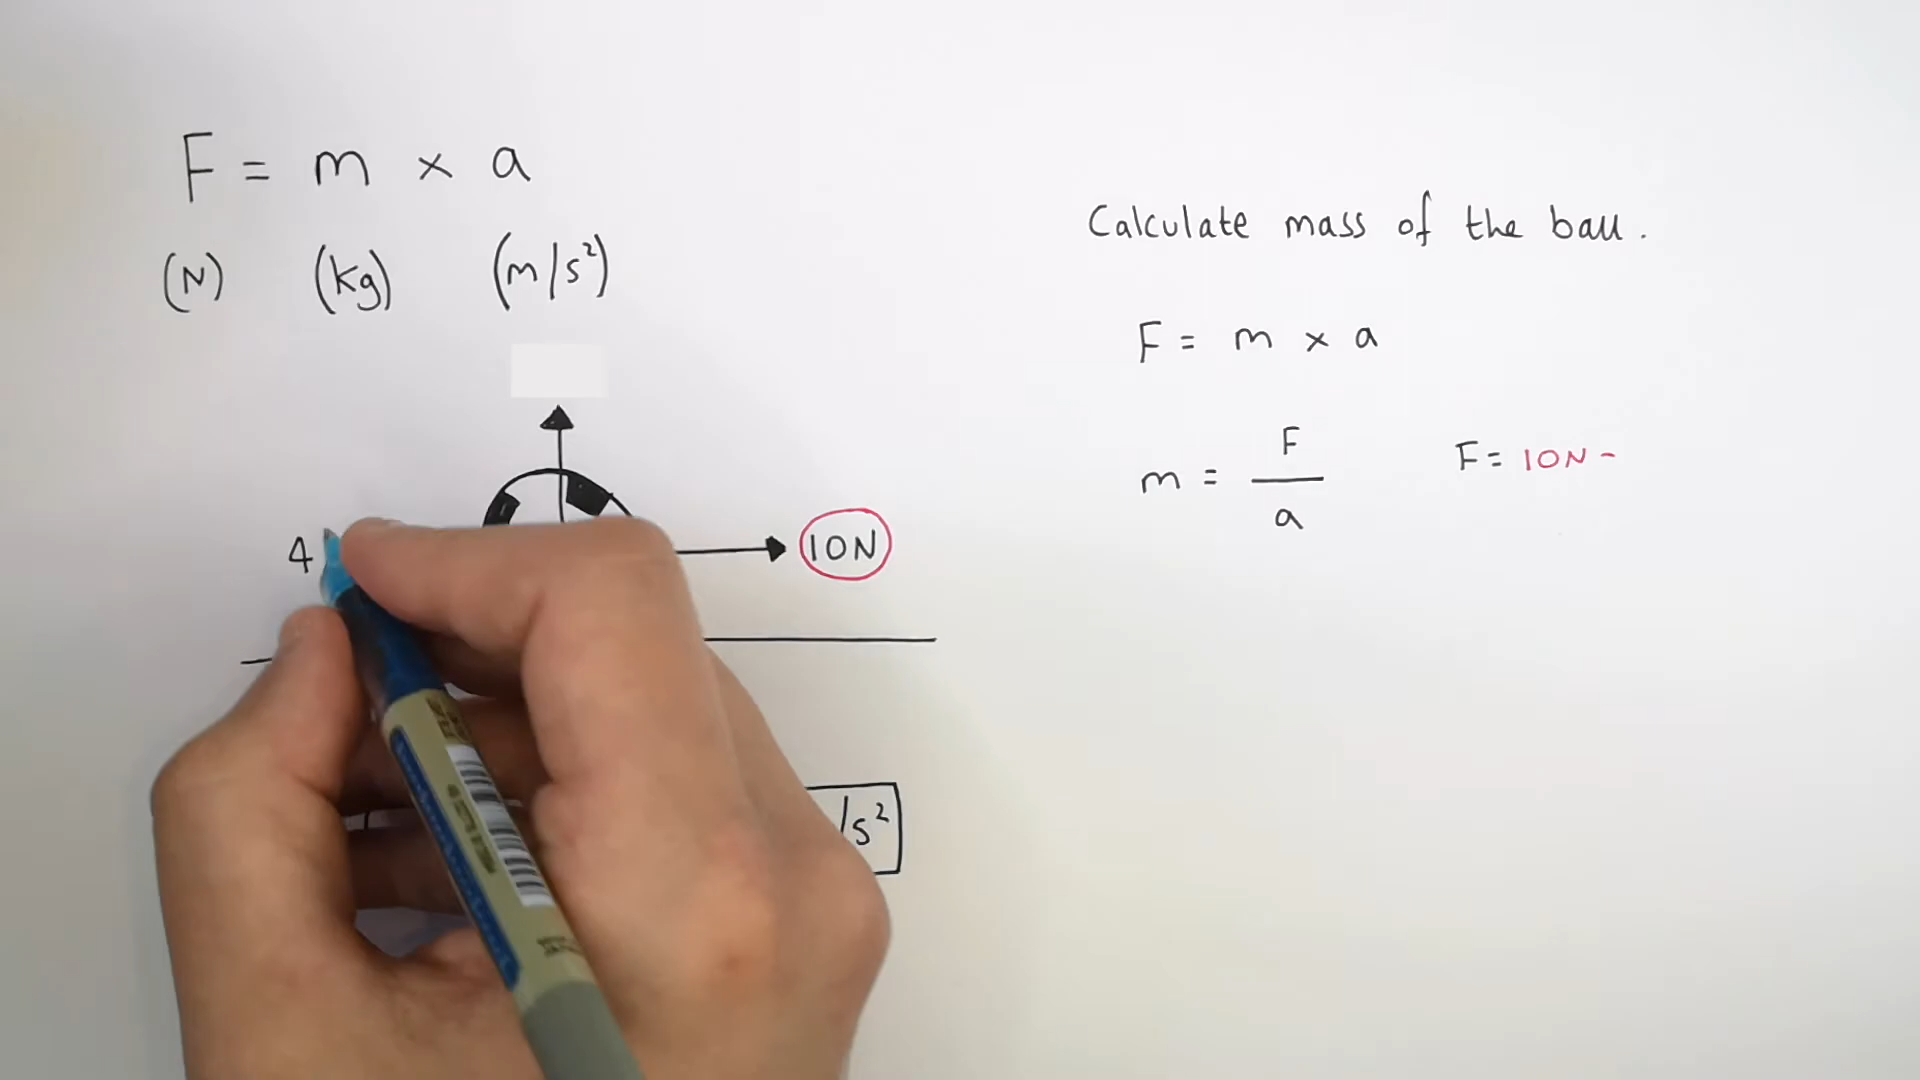 F = m × a
(N) (kg) (m/s²)
4
10N
/s²
Calculate mass of the ball.
F = m × a
m = F
a
F = 10N -